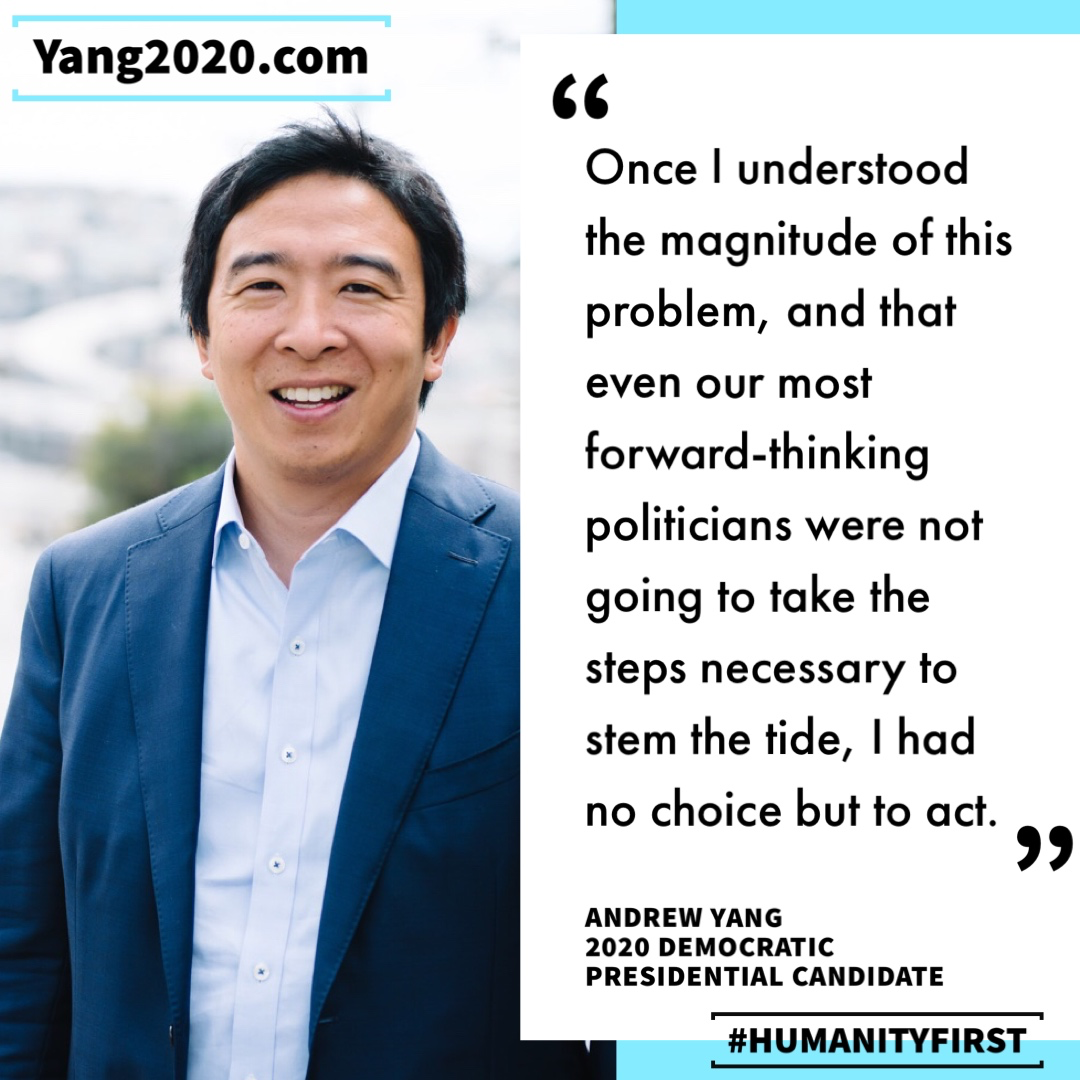 Yang2020.com
“
Once I understood
the magnitude of this
problem, and that
even our most
forward-thinking
politicians were not
going to take the
steps necessary to
stem the tide, I had
no choice but to act.
”
ANDREW YANG
2020 DEMOCRATIC
PRESIDENTIAL CANDIDATE
#HUMANITYFIRST